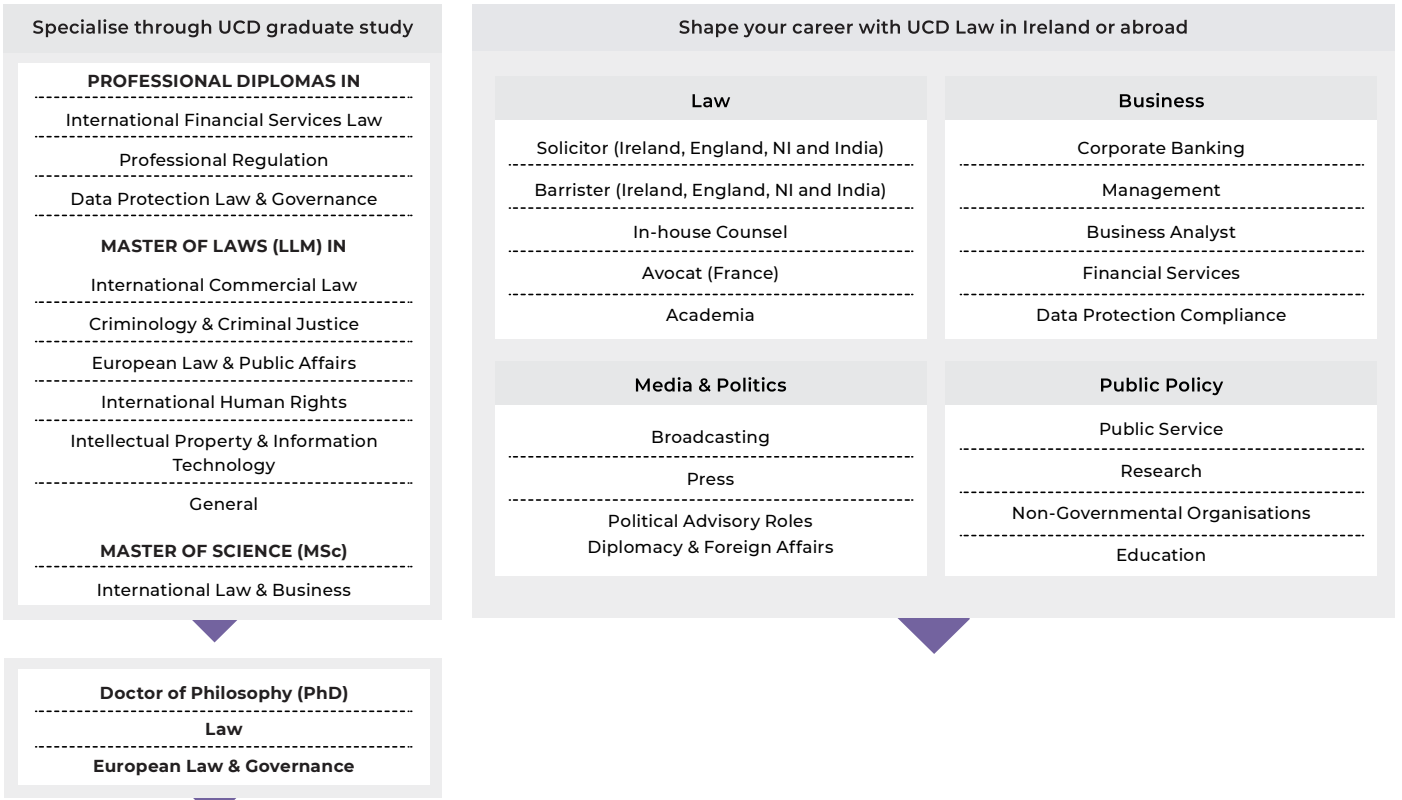 Specialise through UCD graduate study
PROFESSIONAL DIPLOMAS IN
International Financial Services Law
Professional Regulation
Data Protection Law & Governance
MASTER OF LAWS (LLM) IN
International Commercial Law
Criminology & Criminal Justice
European Law & Public Affairs
International Human Rights
Intellectual Property & Information
Technology
General
MASTER OF SCIENCE (MSc)
International Law & Business
Doctor of Philosophy (PhD)
Law
European Law & Governance
Shape your career with UCD Law in Ireland or abroad
Law
Solicitor (Ireland, England, NI and India)
Barrister (Ireland, England, NI and India)
In-house Counsel
Avocat (France)
Academia
Business
Corporate Banking
Management
Business Analyst
Financial Services
Data Protection Compliance
Media & Politics
Broadcasting
Press
Political Advisory Roles
Diplomacy & Foreign Affairs
Public Policy
Public Service
Research
Non-Governmental Organisations
Education